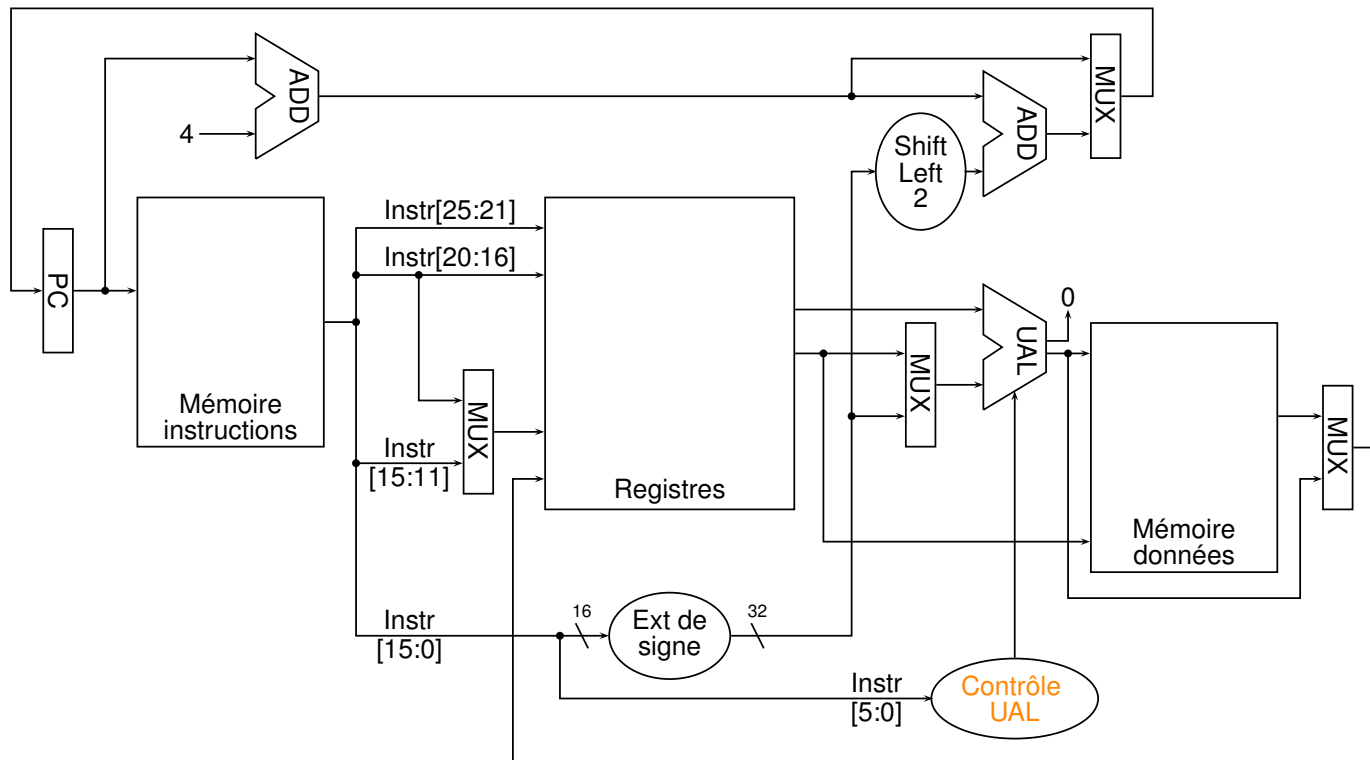 ADD
MUX
ADD
4
Shift
Left
2
Instr[25:21]
Instr[20:16]
PC
0
UAL
MUX
Mémoire
instructions
MUX
Instr
[15:11]
Registres
MUX
Mémoire
données
Instr
[15:0]
16
Ext de
signe
32
Instr
[5:0]
Contrôle
UAL